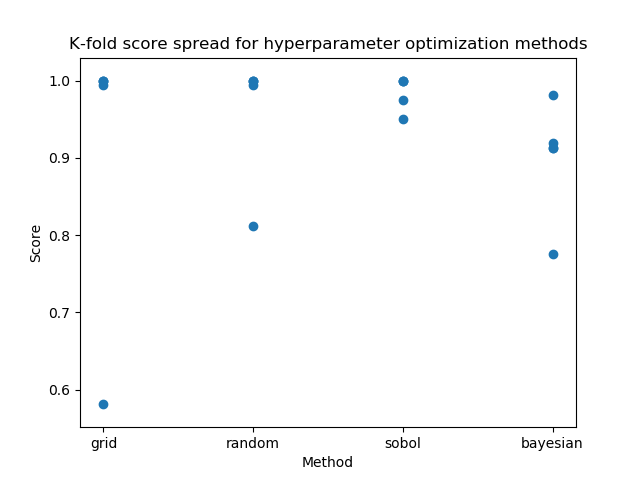 K-fold score spread for hyperparameter optimization methods
1.0
0.9
0.8
0.7
0.6
Score
grid random sobol bayesian
Method